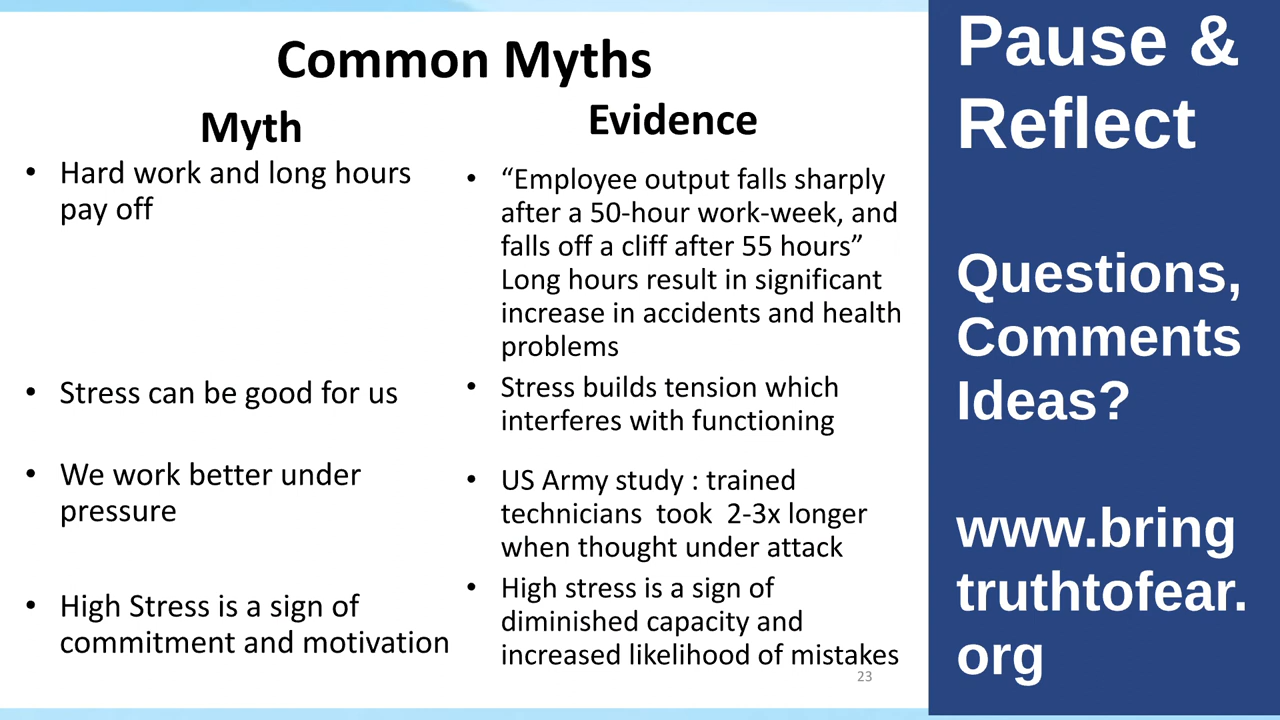 Common Myths
Myth
• Hard work and long hours
pay off
• Stress can be good for us
• We work better under
pressure
• High Stress is a sign of
commitment and motivation
Evidence
• “Employee output falls sharply
after a 50-hour work-week, and
falls off a cliff after 55 hours”
Long hours result in significant
increase in accidents and health
problems
• Stress builds tension which
interferes with functioning
• US Army study : trained
technicians took 2-3x longer
when thought under attack
• High stress is a sign of
diminished capacity and
increased likelihood of mistakes
23
Pause &
Reflect
Questions,
Comments
Ideas?
www.bring
truthtofear.
org